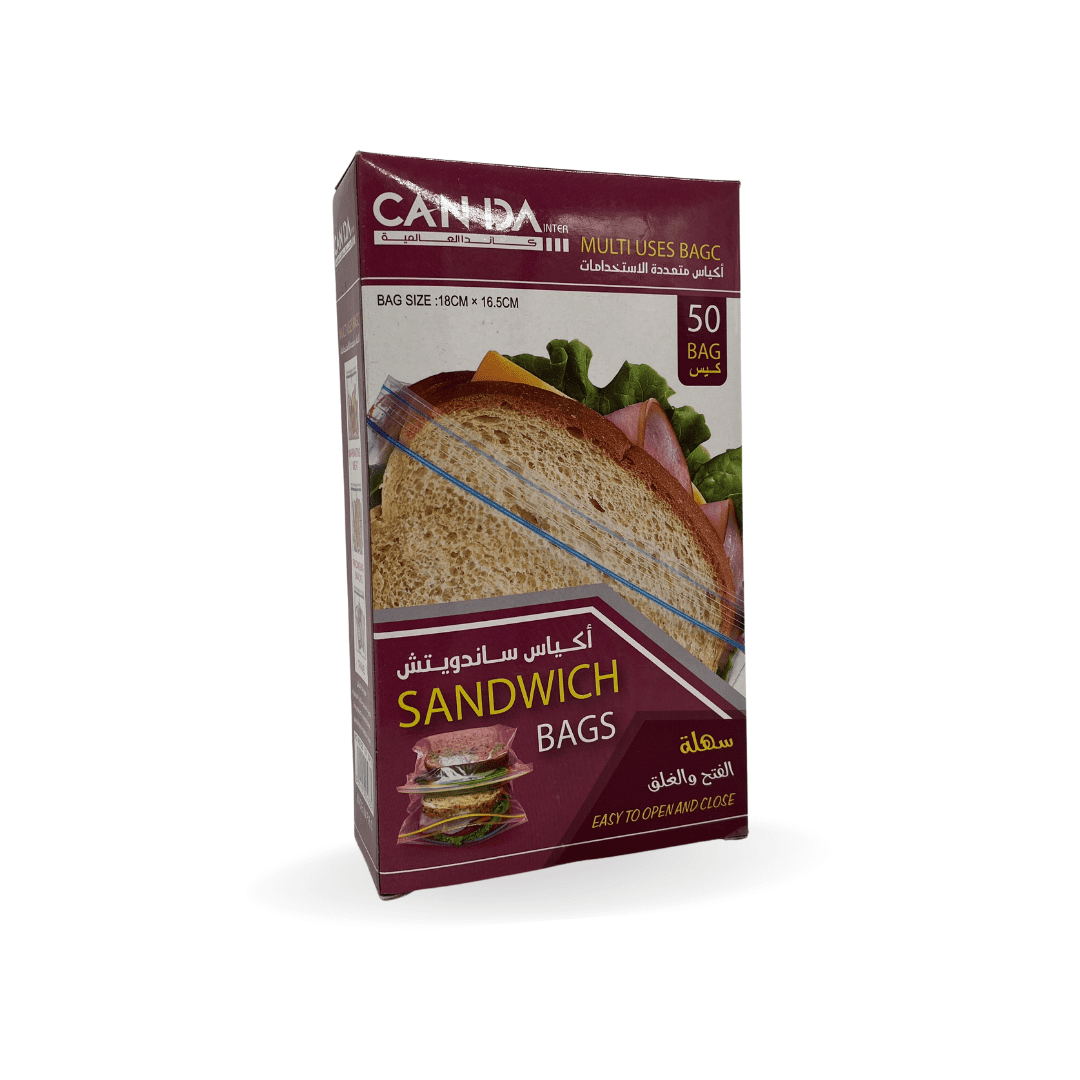 CANDA
INTER
كاندا العالمية
MULTI USES BAGC
أكياس متعددة الاستخدامات
BAG SIZE :18CM × 16.5CM
50
BAG
كيس
أكياس ساندويتش
SANDWICH
BAGS
سهلة
الفتح والغلق
EASY TO OPEN AND CLOSE